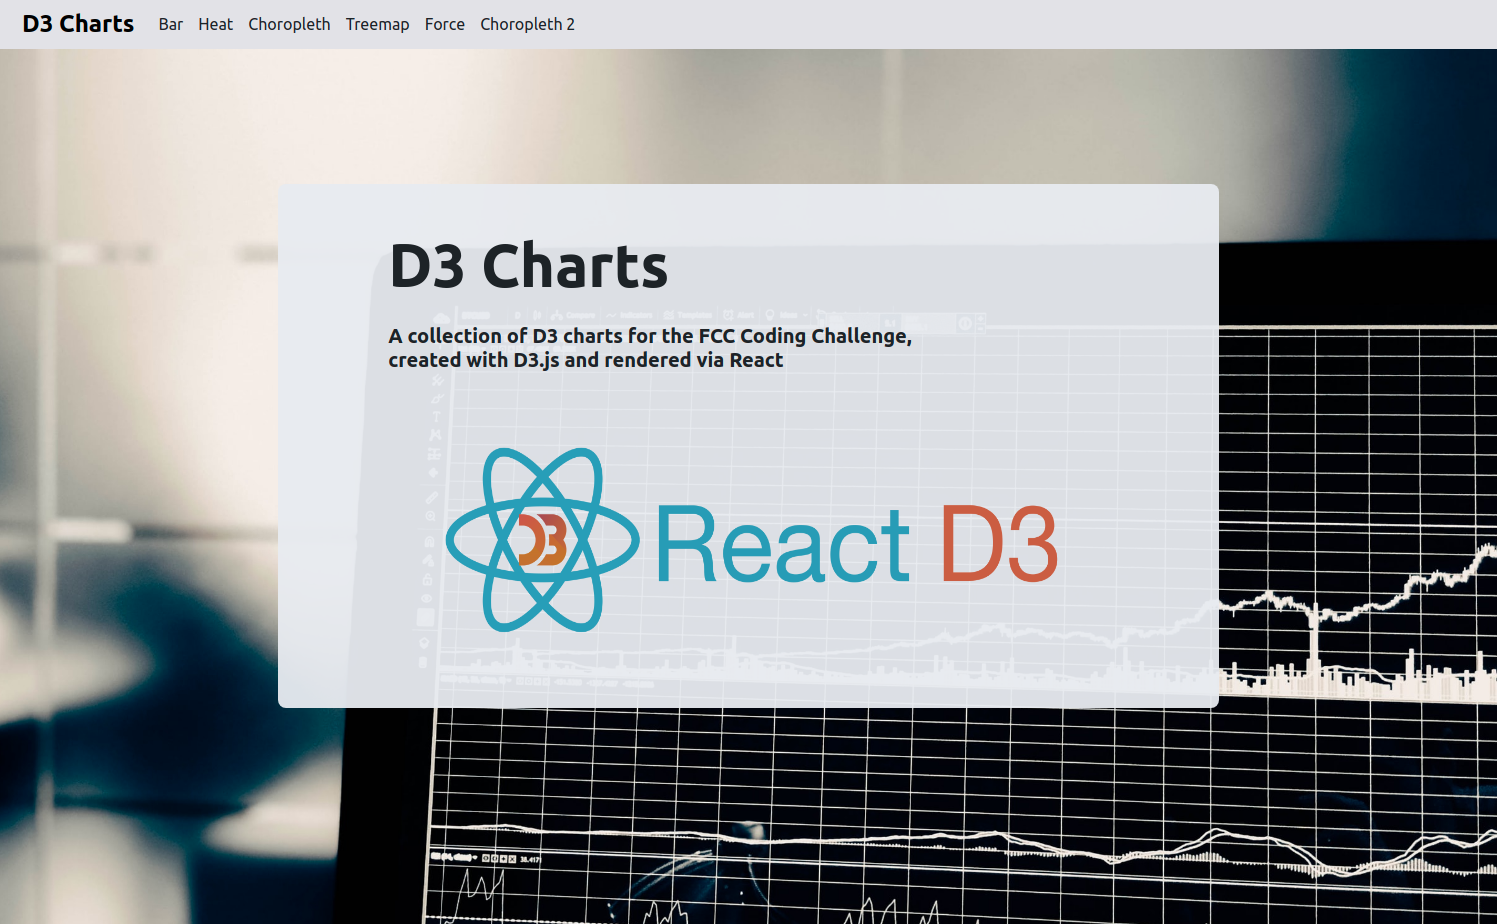 D3 Charts Bar Heat Choropleth Treemap Force Choropleth 2
D3 Charts
A collection of D3 charts for the FCC Coding Challenge,
created with D3.js and rendered via React
D3 React D3